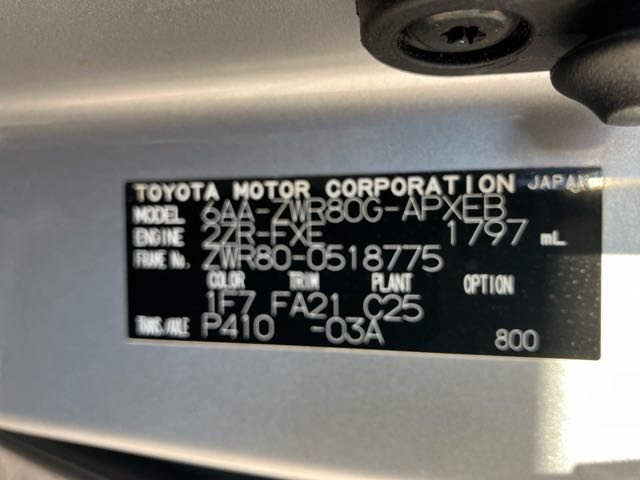 TOYOTA MOTOR CORPORATION JAPAN
MODEL 6AA-ZWR80G-APXEB
ENGINE 2ZR-FXE 1797 mL
FRAME No. ZWR80-0518775
COLOR TRIM PLANT OPTION
1F7 FA21 C25
TRANS/AXLE P410 -03A 800